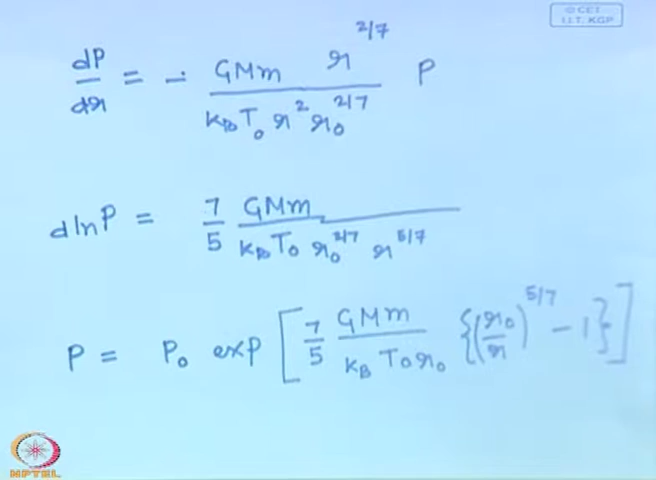 © CET
I.I.T. KGP
dP/dr = - GMm r^2/7 / k_B T_0 r^2 r_0^2/7 P
dlnP = 7/5 GMm / k_B T_0 r_0^2/7 r^5/7
P = P_0 exp [ 7/5 GMm / k_B T_0 r_0 { (r_0/r)^5/7 - 1 } ]
NPTEL